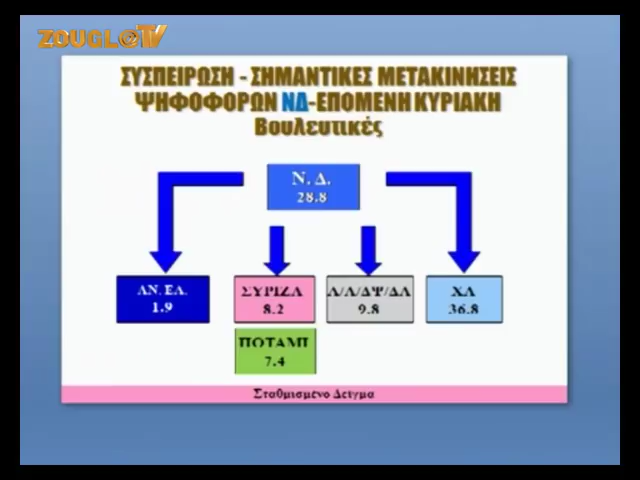 ZOUGL@TV
ΣΥΣΠΕΙΡΩΣΗ - ΣΗΜΑΝΤΙΚΕΣ ΜΕΤΑΚΙΝΗΣΕΙΣ
ΨΗΦΟΦΟΡΩΝ ΝΔ-ΕΠΟΜΕΝΗ ΚΥΡΙΑΚΗ
Βουλευτικές
Ν. Δ.
28.8
ΑΝ. ΕΛ.
1.9
ΣΥΡΙΖΑ
8.2
Λ/Α/ΔΨ/ΔΑ
9.8
ΧΑ
36.8
ΠΟΤΑΜΙ
7.4
Σταθμισμένο Δείγμα